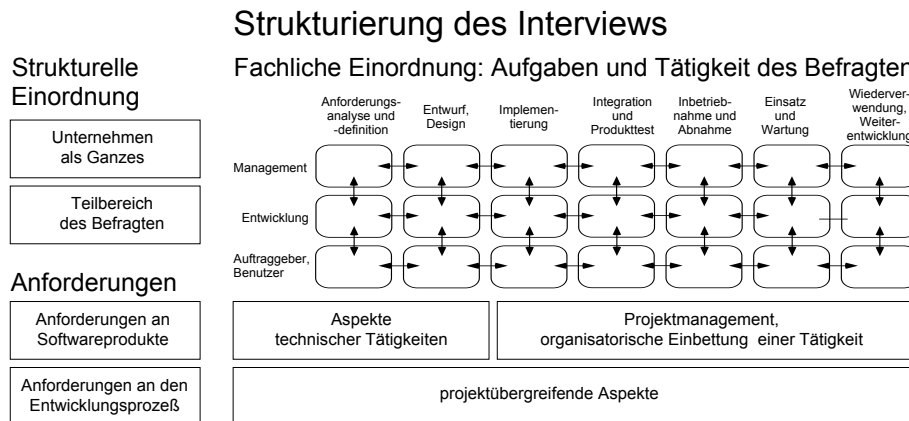 Strukturierung des Interviews
Strukturelle
Einordnung
Unternehmen
als Ganzes
Teilbereich
des Befragten
Anforderungen
Anforderungen an
Softwareprodukte
Anforderungen an den
Entwicklungsprozeß
Fachliche Einordnung: Aufgaben und Tätigkeit des Befragten
Anforderungs-
analyse und
-definition
Entwurf,
Design
Implemen-
tierung
Integration
und
Produkttest
Inbetrieb-
nahme und
Abnahme
Einsatz
und
Wartung
Wiederver-
wendung,
Weiter-
entwicklung
Management
Entwicklung
Auftraggeber,
Benutzer
Aspekte
technischer Tätigkeiten
Projektmanagement,
organisatorische Einbettung einer Tätigkeit
projektübergreifende Aspekte